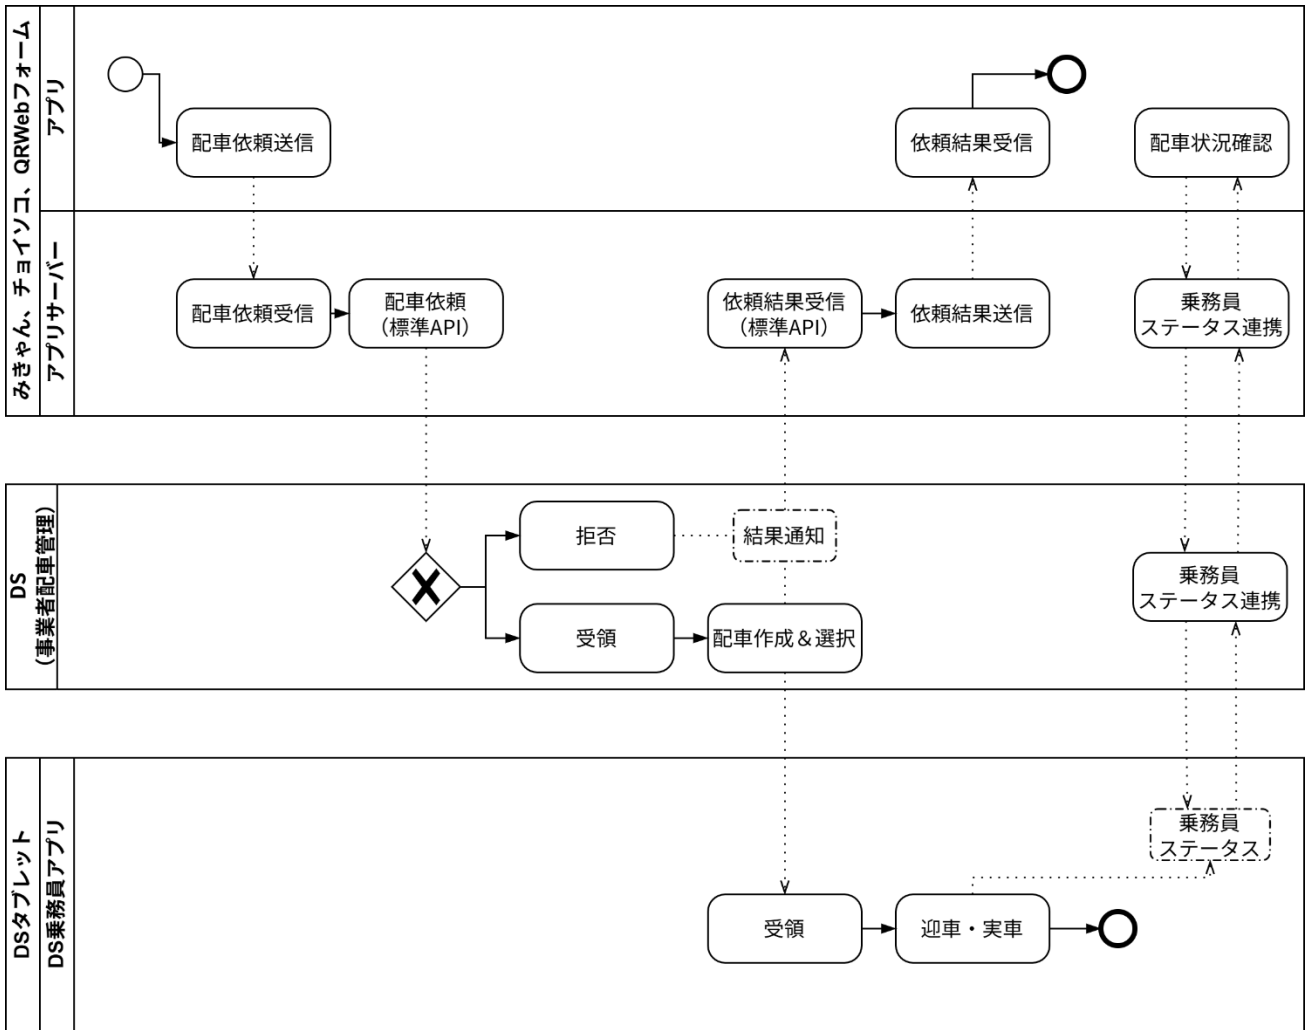 みきゃん、チョイソコ、QRWebフォーム
アプリ
配車依頼送信
依頼結果受信
配車状況確認
アプリサーバー
配車依頼受信
配車依頼
（標準API）
依頼結果受信
（標準API）
依頼結果送信
乗務員
ステータス連携
DS
（事業者配車管理）
拒否
結果通知
受領
配車作成＆選択
乗務員
ステータス連携
DSタブレット
DS乗務員アプリ
乗務員
ステータス
受領
迎車・実車